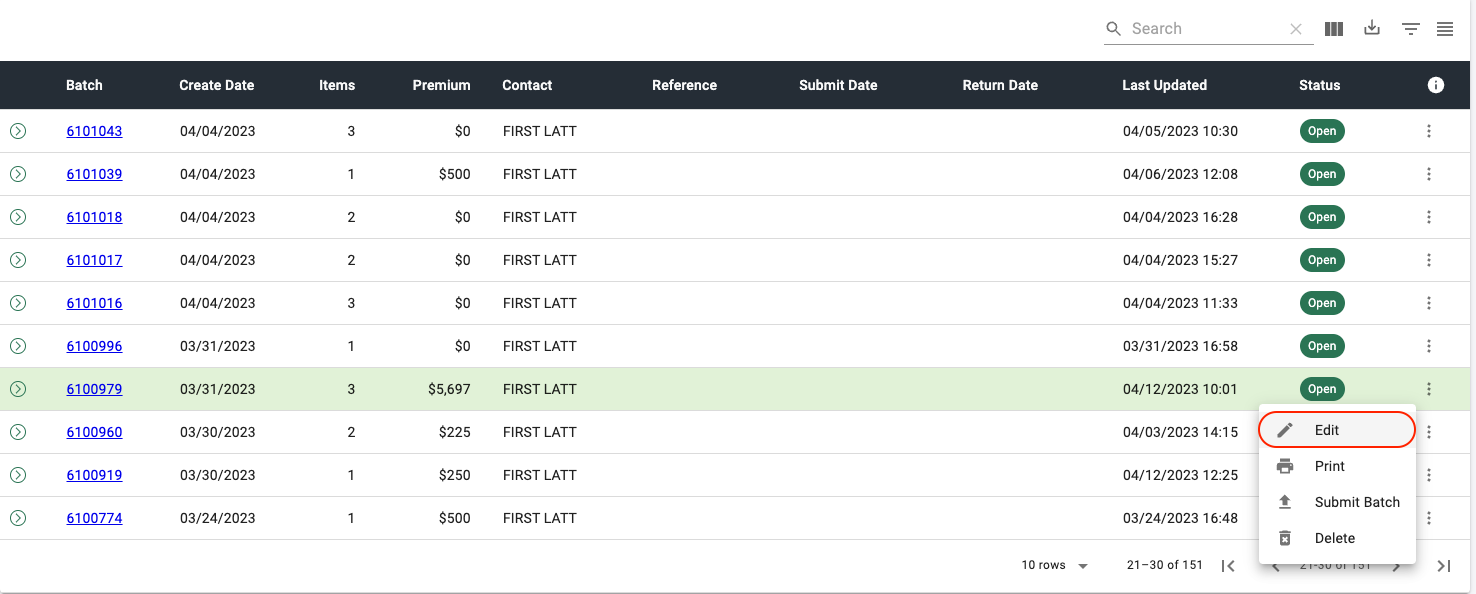 Search
Batch Create Date Items Premium Contact Reference Submit Date Return Date Last Updated Status
6101043 04/04/2023 3 $0 FIRST LATT 04/05/2023 10:30 Open
6101039 04/04/2023 1 $500 FIRST LATT 04/06/2023 12:08 Open
6101018 04/04/2023 2 $0 FIRST LATT 04/04/2023 16:28 Open
6101017 04/04/2023 2 $0 FIRST LATT 04/04/2023 15:27 Open
6101016 04/04/2023 3 $0 FIRST LATT 04/04/2023 11:33 Open
6100996 03/31/2023 1 $0 FIRST LATT 03/31/2023 16:58 Open
6100979 03/31/2023 3 $5,697 FIRST LATT 04/12/2023 10:01 Open
6100960 03/30/2023 2 $225 FIRST LATT 04/03/2023 14:15 Edit
Print
6100919 03/30/2023 1 $250 FIRST LATT 04/12/2023 12:25
Submit Batch
6100774 03/24/2023 1 $500 FIRST LATT 03/24/2023 16:48
Delete
10 rows 21–30 of 151 21-30 of 151